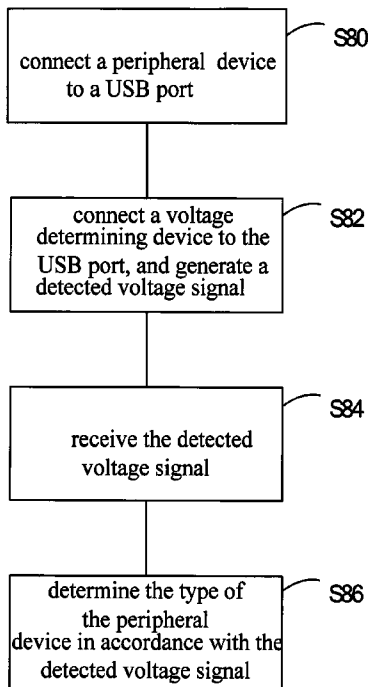 S80
connect a peripheral device
to a USB port
S82
connect a voltage
determining device to the
USB port, and generate a
detected voltage signal
S84
receive the detected
voltage signal
S86
determine the type of
the peripheral
device in accordance with the
detected voltage signal